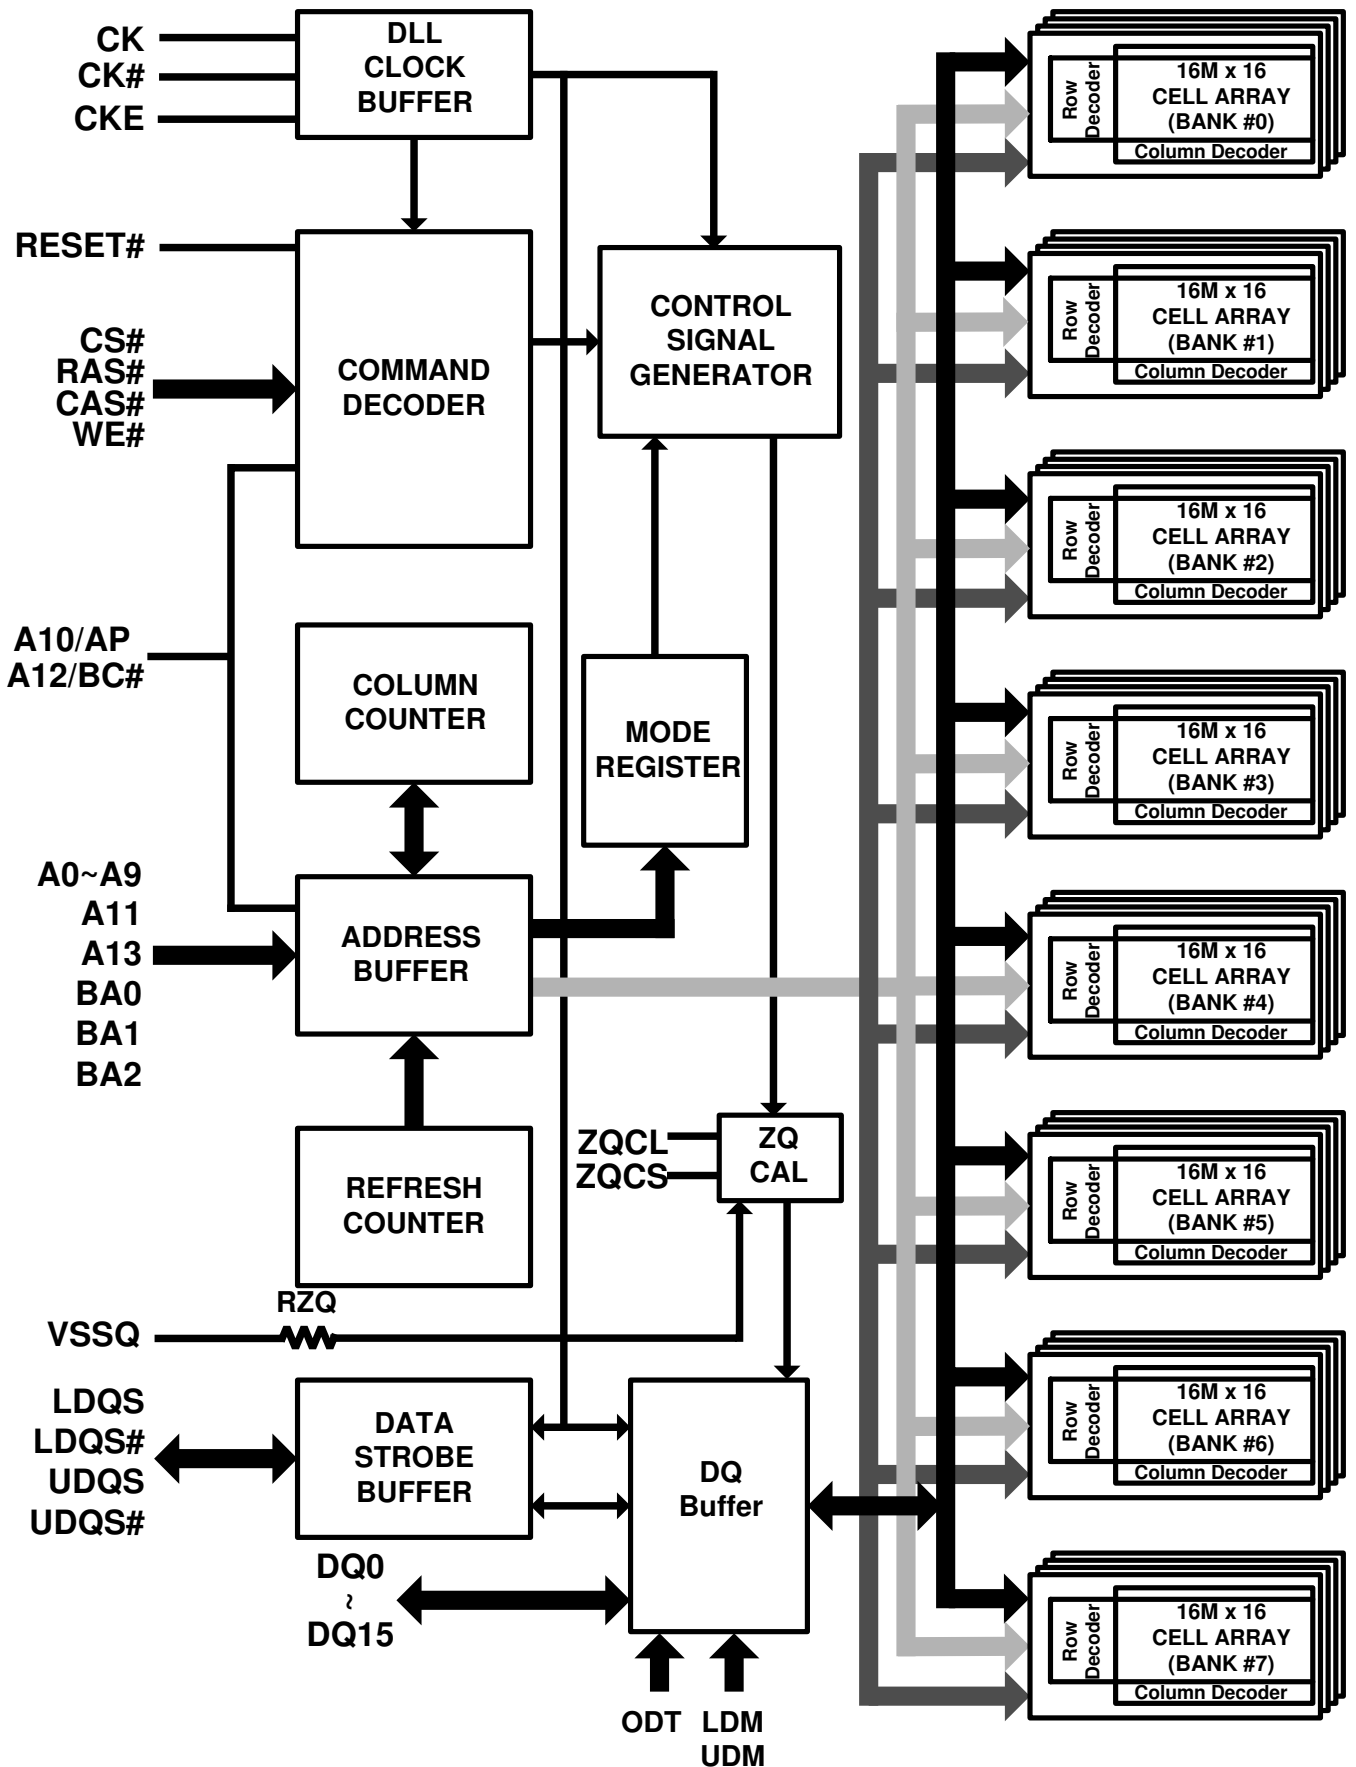 CK
CK#
CKE
DLL
CLOCK
BUFFER
RESET#
CS#
RAS#
CAS#
WE#
COMMAND
DECODER
CONTROL
SIGNAL
GENERATOR
A10/AP
A12/BC#
COLUMN
COUNTER
MODE
REGISTER
A0~A9
A11
A13
BA0
BA1
BA2
ADDRESS
BUFFER
REFRESH
COUNTER
ZQCL
ZQCS
ZQ
CAL
RZQ
VSSQ
LDQS
LDQS#
UDQS
UDQS#
DATA
STROBE
BUFFER
DQ
Buffer
DQ0
~
DQ15
ODT
LDM
UDM
Row
Decoder
16M x 16
CELL ARRAY
(BANK #0)
Column Decoder
Row
Decoder
16M x 16
CELL ARRAY
(BANK #1)
Column Decoder
Row
Decoder
16M x 16
CELL ARRAY
(BANK #2)
Column Decoder
Row
Decoder
16M x 16
CELL ARRAY
(BANK #3)
Column Decoder
Row
Decoder
16M x 16
CELL ARRAY
(BANK #4)
Column Decoder
Row
Decoder
16M x 16
CELL ARRAY
(BANK #5)
Column Decoder
Row
Decoder
16M x 16
CELL ARRAY
(BANK #6)
Column Decoder
Row
Decoder
16M x 16
CELL ARRAY
(BANK #7)
Column Decoder